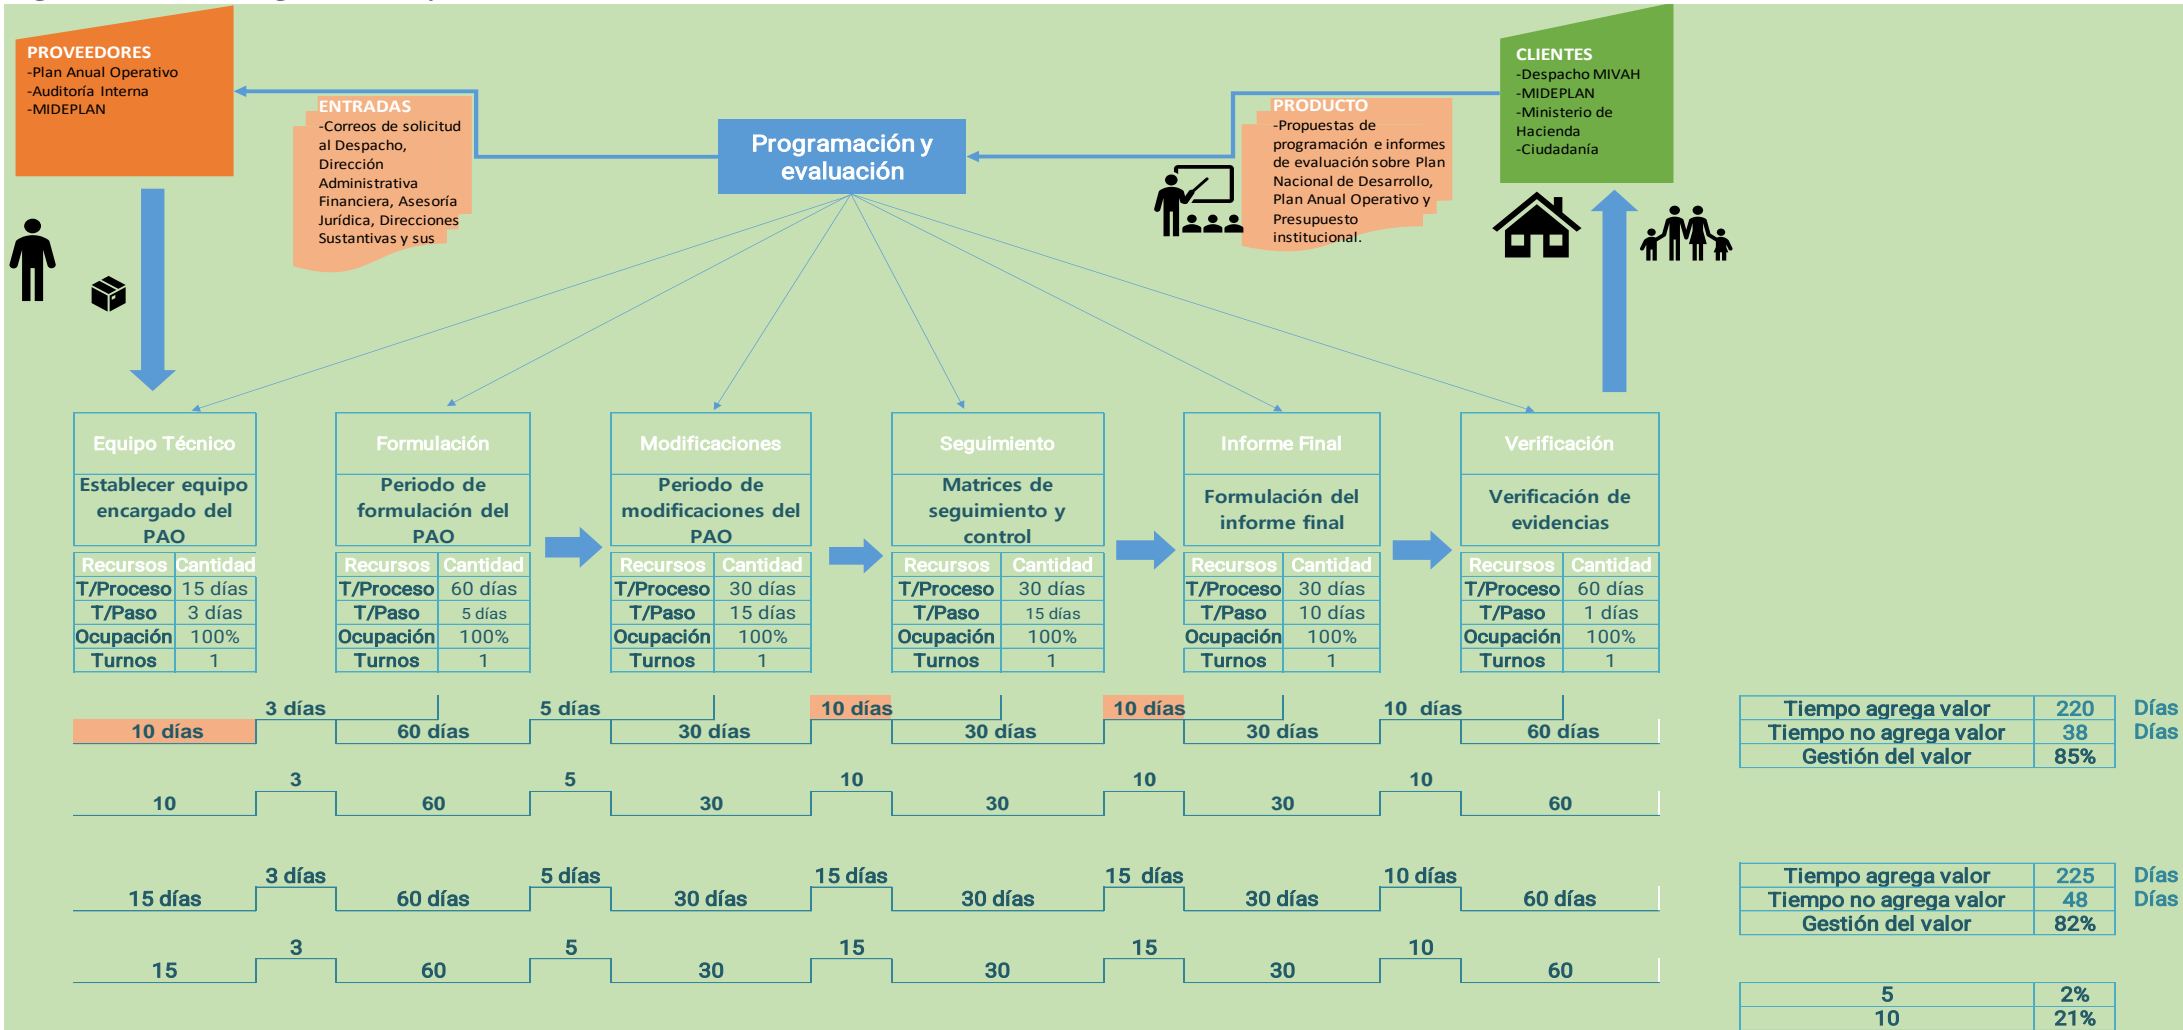 PROVEEDORES
-Plan Anual Operativo
-Auditoría Interna
-MIDEPLAN
ENTRADAS
-Correos de solicitud
al Despacho,
Dirección
Administrativa
Financiera, Asesoría
Jurídica, Direcciones
Sustantivas y sus
Programación y
evaluación
PRODUCTO
-Propuestas de
programación e informes
de evaluación sobre Plan
Nacional de Desarrollo,
Plan Anual Operativo y
Presupuesto
institucional.
CLIENTES
-Despacho MIVAH
-MIDEPLAN
-Ministerio de
Hacienda
-Ciudadanía
Equipo Técnico
Establecer equipo
encargado del
PAO
Recursos Cantidad
T/Proceso 15 días
T/Paso 3 días
Ocupación 100%
Turnos 1
Formulación
Periodo de
formulación del
PAO
Recursos Cantidad
T/Proceso 60 días
T/Paso 5 días
Ocupación 100%
Turnos 1
Modificaciones
Periodo de
modificaciones del
PAO
Recursos Cantidad
T/Proceso 30 días
T/Paso 15 días
Ocupación 100%
Turnos 1
Seguimiento
Matrices de
seguimiento y
control
Recursos Cantidad
T/Proceso 30 días
T/Paso 15 días
Ocupación 100%
Turnos 1
Informe Final
Formulación del
informe final
Recursos Cantidad
T/Proceso 30 días
T/Paso 10 días
Ocupación 100%
Turnos 1
Verificación
Verificación de
evidencias
Recursos Cantidad
T/Proceso 60 días
T/Paso 1 días
Ocupación 100%
Turnos 1
3 días 5 días 10 días 10 días 10 días
10 días 60 días 30 días 30 días 30 días 60 días
Tiempo agrega valor 220 Días
Tiempo no agrega valor 38 Días
Gestión del valor 85%
3 5 10 10 10
10 60 30 30 30 60
3 días 5 días 15 días 15 días 10 días
15 días 60 días 30 días 30 días 30 días 60 días
Tiempo agrega valor 225 Días
Tiempo no agrega valor 48 Días
Gestión del valor 82%
3 5 15 15 10
15 60 30 30 30 60
5 2%
10 21%